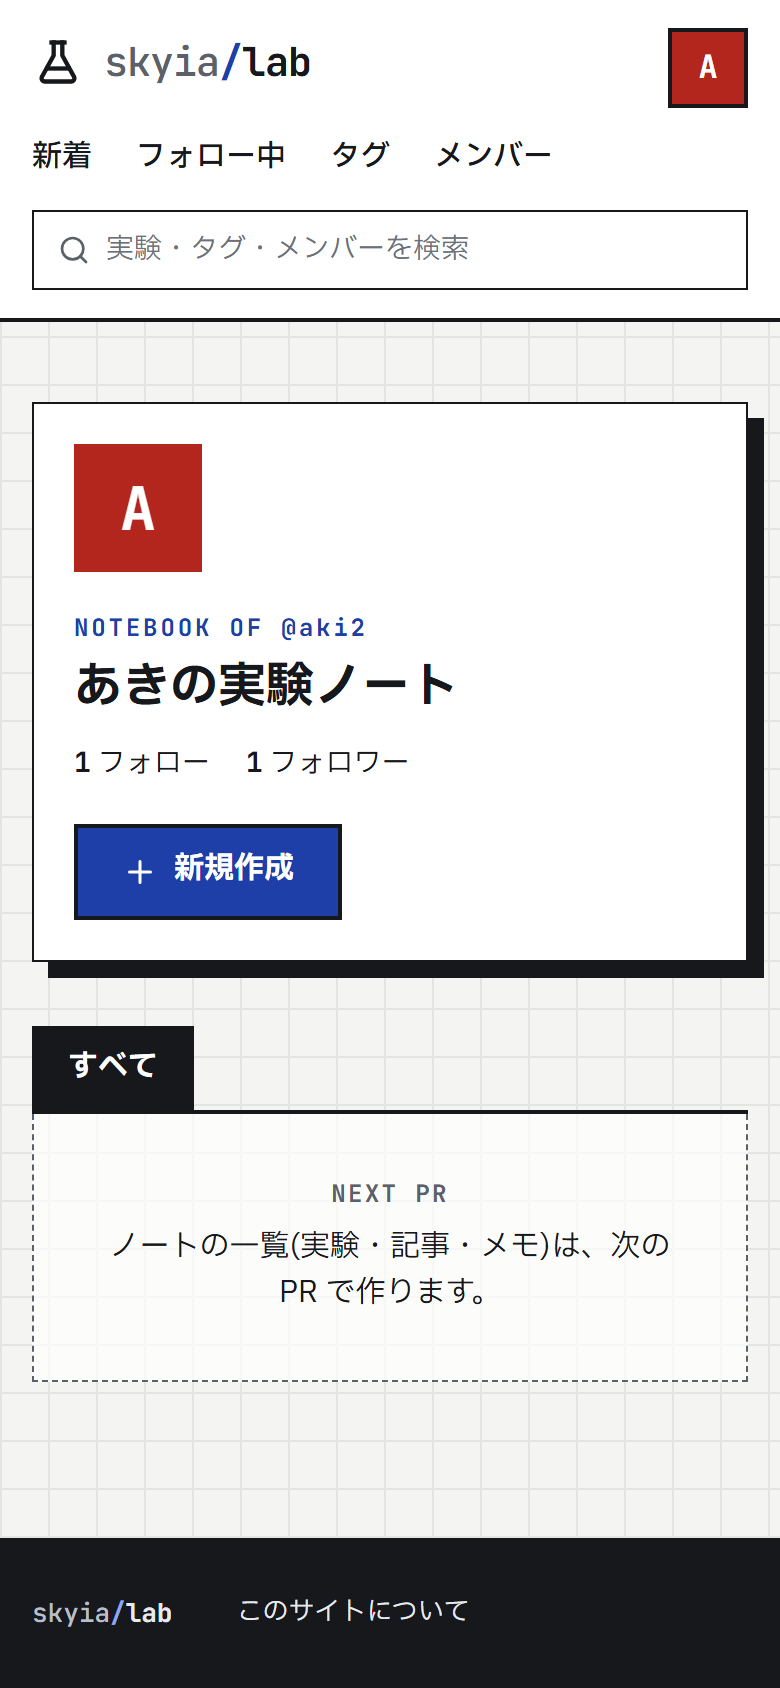 skyia/lab
A
新着 フォロー中 タグ メンバー
実験・タグ・メンバーを検索
A
NOTEBOOK OF @aki2
あきの実験ノート
1 フォロー 1 フォロワー
新規作成
すべて
NEXT PR
ノートの一覧(実験・記事・メモ)は、次の
PR で作ります。
skyia/lab このサイトについて